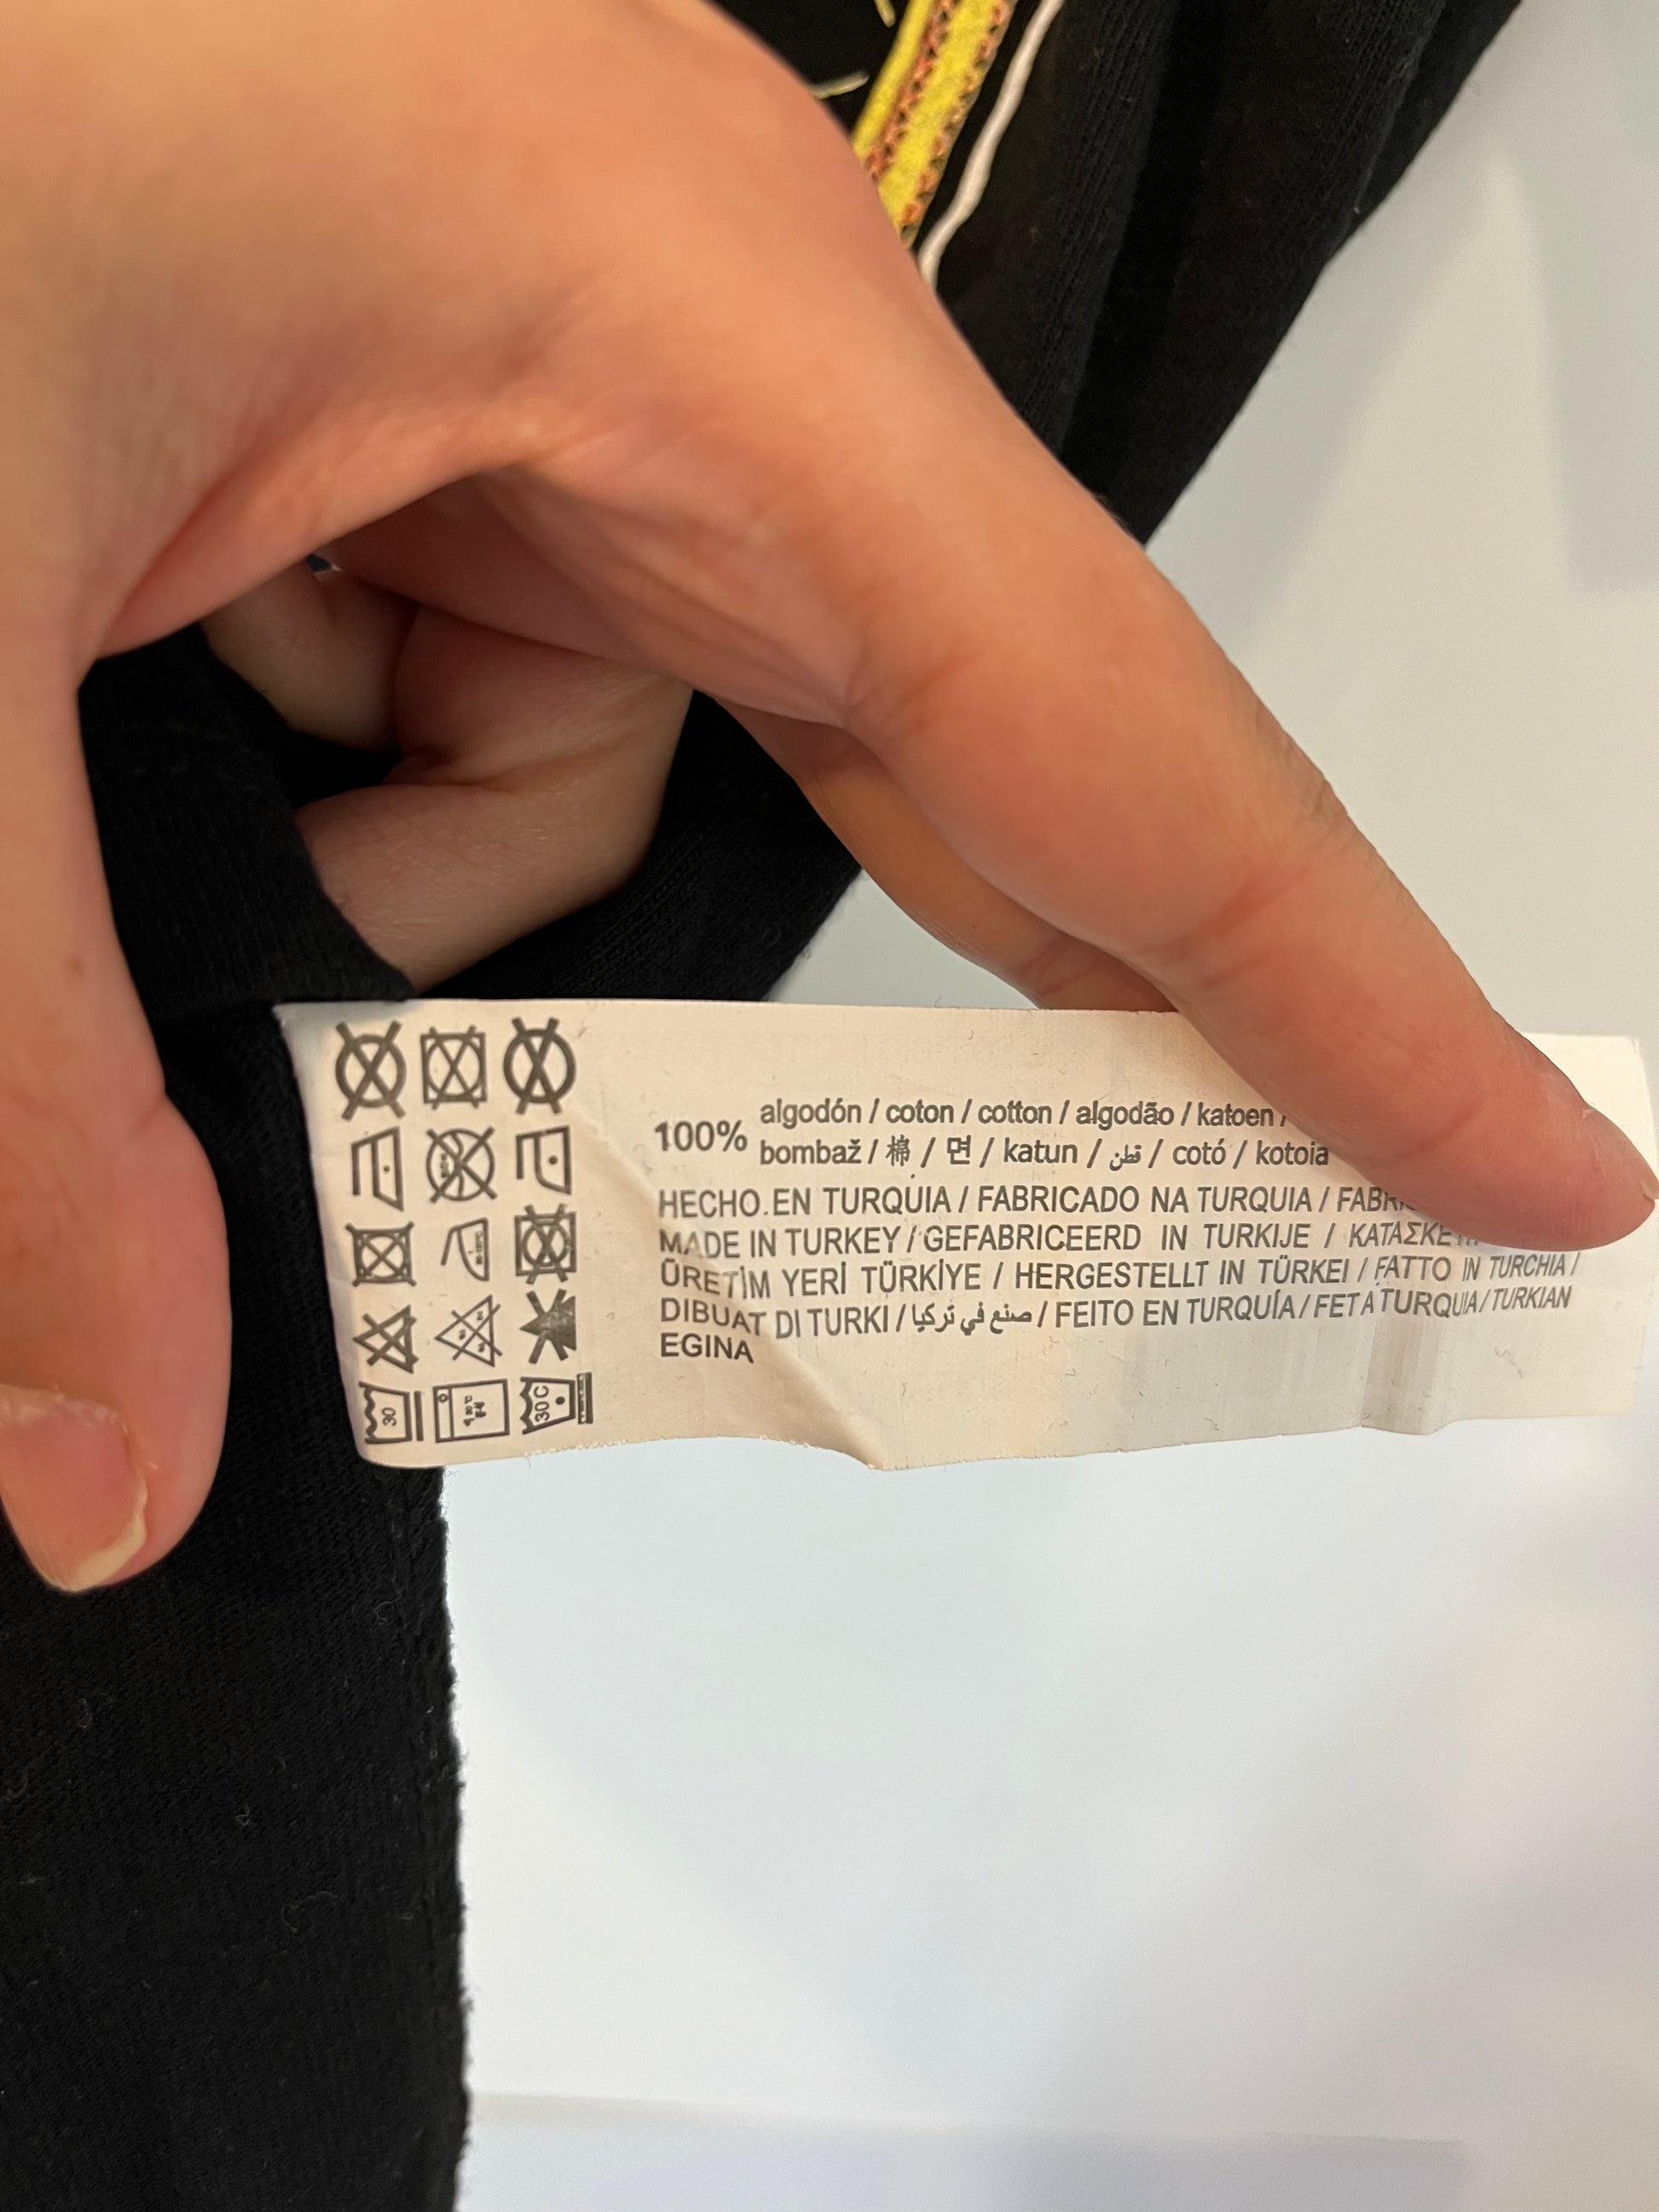 100% algodón / coton / cotton / algodão / katoen /
bombaž / 棉 / 면 / katun / قطن / cotó / kotoia
HECHO.EN TURQUIA / FABRICADO NA TURQUIA /
MADE IN TURKEY / GEFABRICEERD IN TURKIJE /
ÜRETİM YERİ TÜRKİYE / HERGESTELLT IN TÜRKEI / FATTO IN TURCHIA /
DIBUAT DI TURKI / صنع في تركيا / FEITO EN TURQUÍA / FET A TURQUIA / TURKIAN
EGINA
30
30C